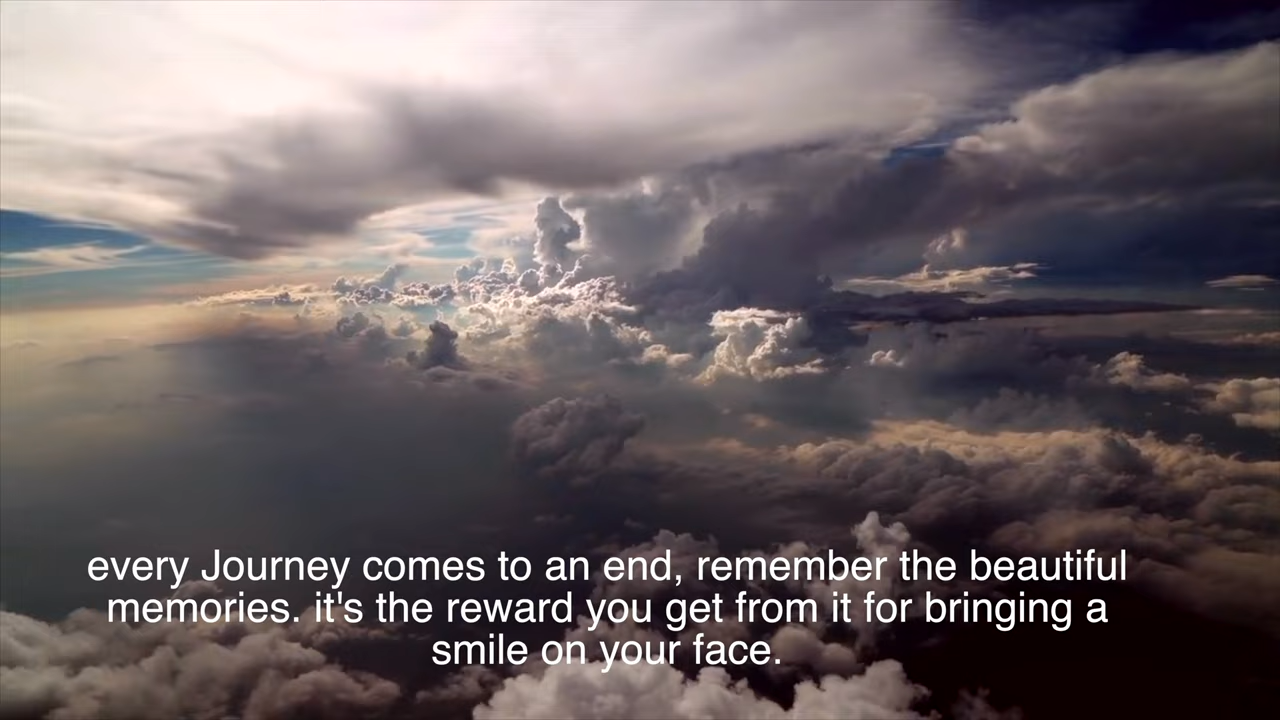 every Journey comes to an end, remember the beautiful
memories. it's the reward you get from it for bringing a
smile on your face.